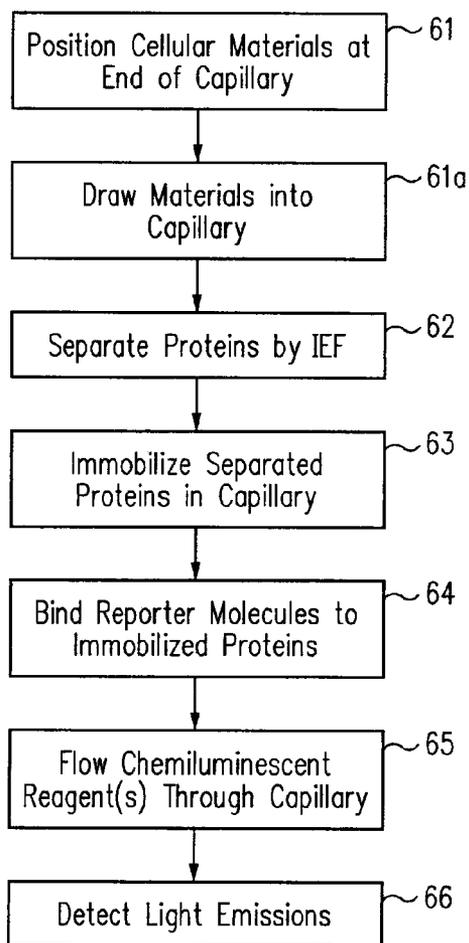 Position Cellular Materials at
End of Capillary
61
Draw Materials into
Capillary
61a
Separate Proteins by IEF
62
Immobilize Separated
Proteins in Capillary
63
Bind Reporter Molecules to
Immobilized Proteins
64
Flow Chemiluminescent
Reagent(s) Through Capillary
65
Detect Light Emissions
66